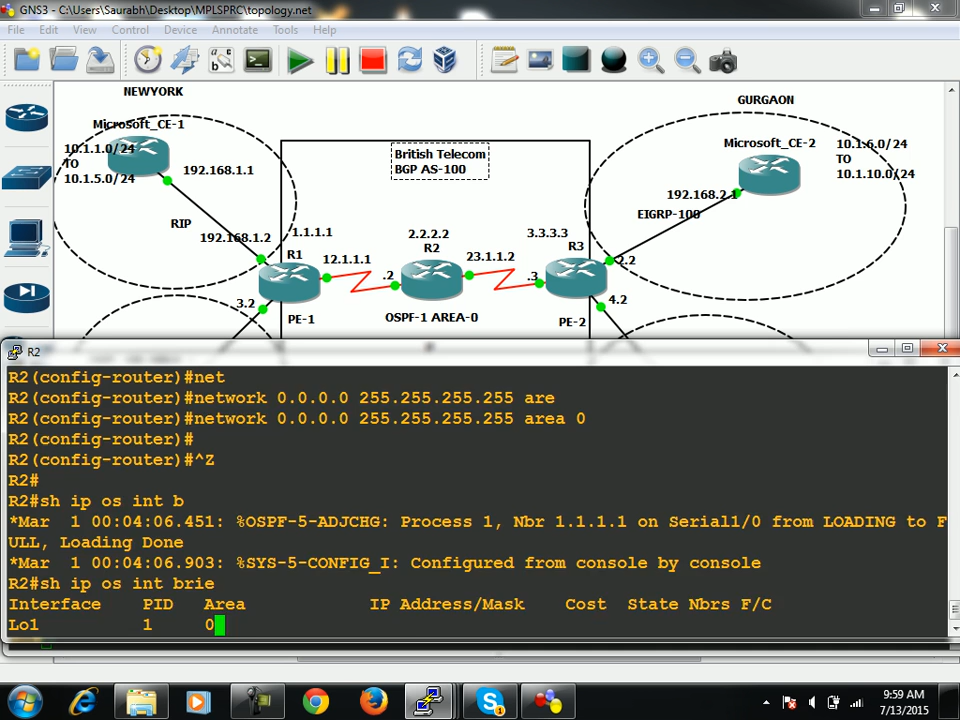 GNS3 - C:\Users\Saurabh\Desktop\MPLSPRC\topology.net
File Edit View Control Device Annotate Tools Help
NEWYORK
GURGAON
Microsoft_CE-1
10.1.1.0/24
TO
10.1.5.0/24
192.168.1.1
RIP
192.168.1.2
British Telecom
BGP AS-100
Microsoft_CE-2
10.1.6.0/24
TO
10.1.10.0/24
192.168.2.1
EIGRP-100
1.1.1.1
R1
12.1.1.1
2.2.2.2
R2
.2
23.1.1.2
3.3.3.3
R3
.3
2.2
3.2
PE-1
OSPF-1 AREA-0
PE-2
4.2
R2
R2(config-router)#net
R2(config-router)#network 0.0.0.0 255.255.255.255 are
R2(config-router)#network 0.0.0.0 255.255.255.255 area 0
R2(config-router)#
R2(config-router)#^Z
R2#
R2#sh ip os int b
*Mar  1 00:04:06.451: %OSPF-5-ADJCHG: Process 1, Nbr 1.1.1.1 on Serial1/0 from LOADING to F
ULL, Loading Done
*Mar  1 00:04:06.903: %SYS-5-CONFIG_I: Configured from console by console
R2#sh ip os int brie
Interface    PID   Area            IP Address/Mask    Cost  State Nbrs F/C
Lo1          1     0
9:59 AM
7/13/2015